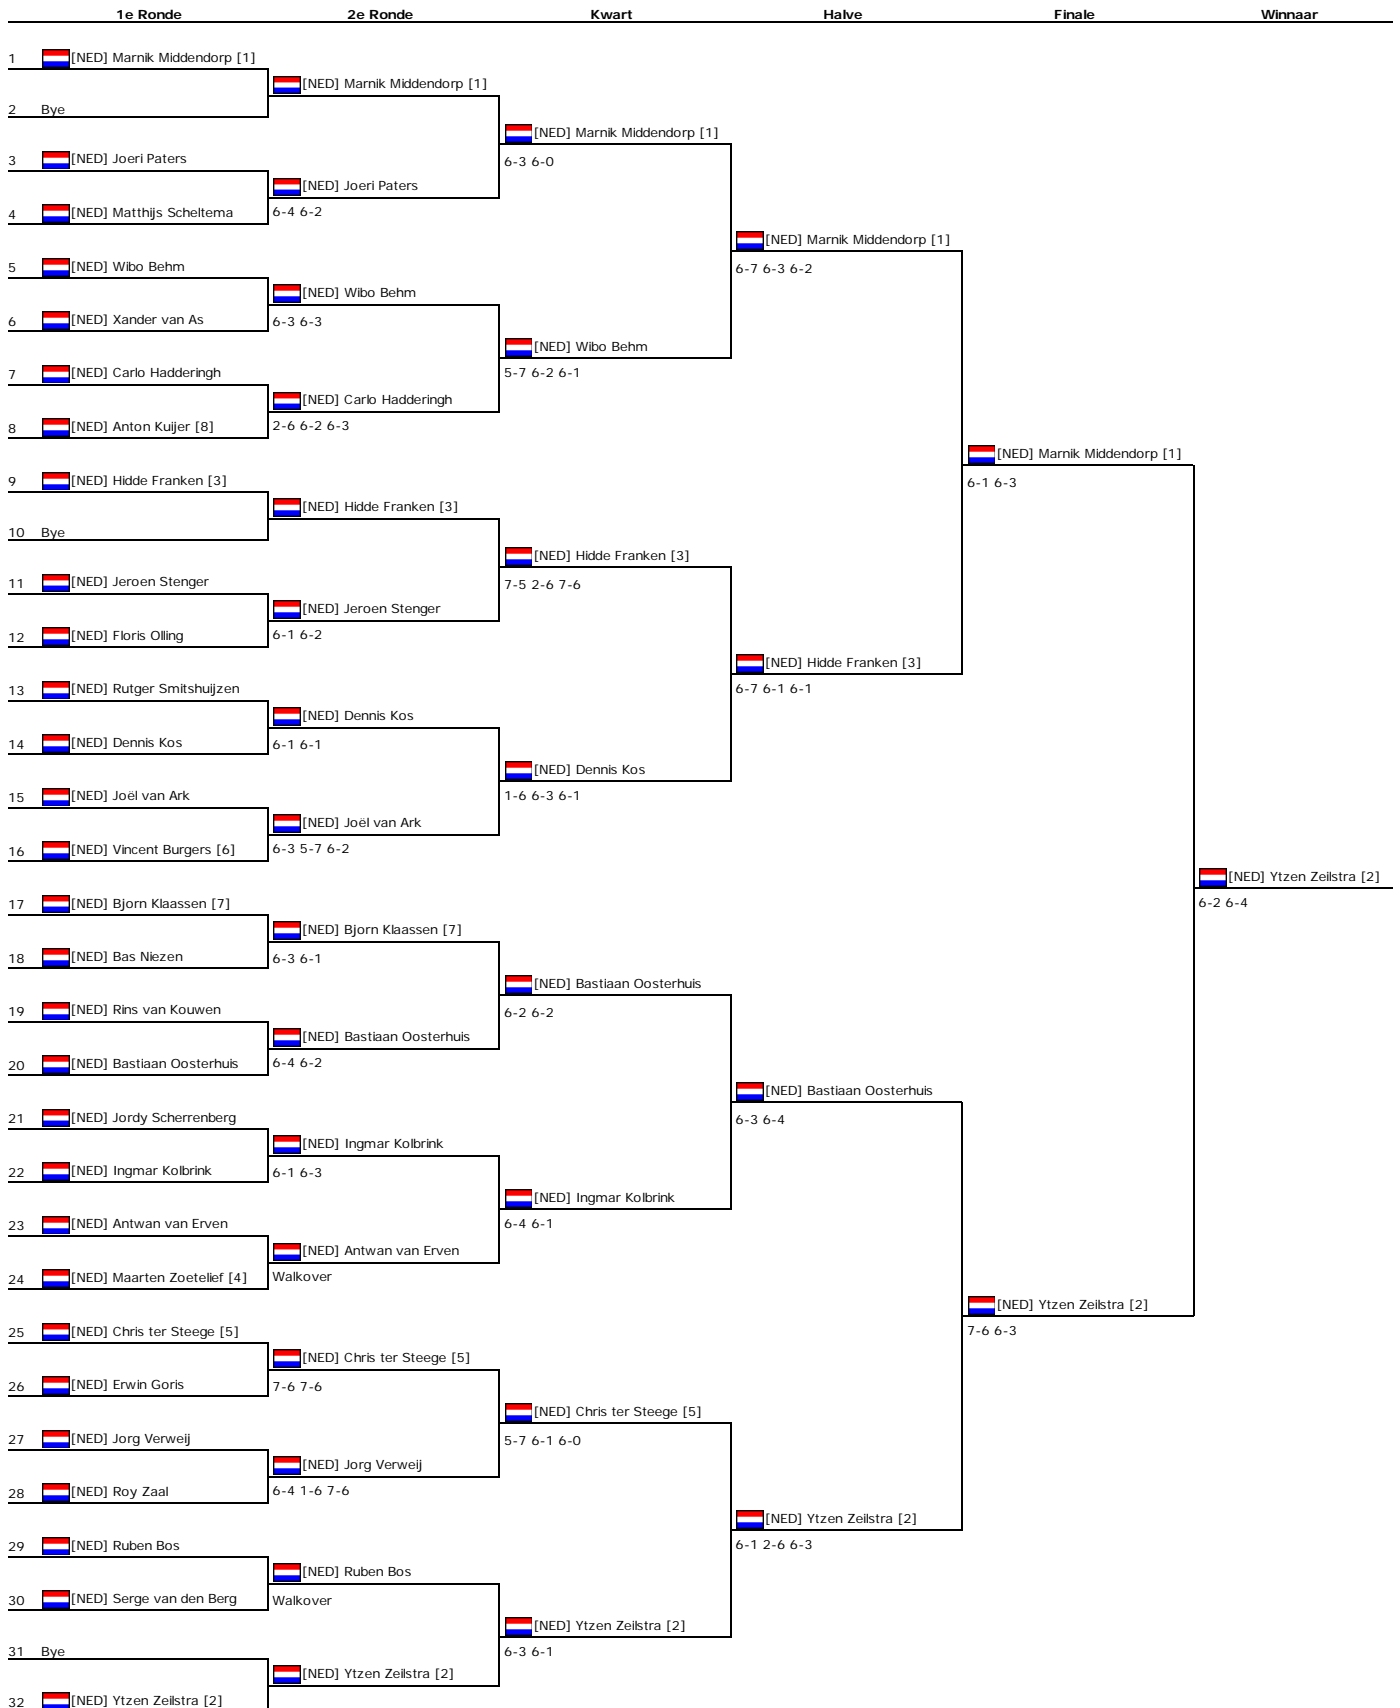 1e Ronde 2e Ronde Kwart Halve Finale Winnaar
1 [NED] Marnik Middendorp [1]
[NED] Marnik Middendorp [1]
2 Bye
[NED] Marnik Middendorp [1]
3 [NED] Joeri Paters
6-3 6-0
[NED] Joeri Paters
4 [NED] Matthijs Scheltema
6-4 6-2
[NED] Marnik Middendorp [1]
5 [NED] Wibo Behm
6-7 6-3 6-2
[NED] Wibo Behm
6 [NED] Xander van As
6-3 6-3
[NED] Wibo Behm
7 [NED] Carlo Hadderingh
5-7 6-2 6-1
[NED] Carlo Hadderingh
8 [NED] Anton Kuijer [8]
2-6 6-2 6-3
[NED] Marnik Middendorp [1]
9 [NED] Hidde Franken [3]
6-1 6-3
[NED] Hidde Franken [3]
10 Bye
[NED] Hidde Franken [3]
11 [NED] Jeroen Stenger
7-5 2-6 7-6
[NED] Jeroen Stenger
12 [NED] Floris Olling
6-1 6-2
[NED] Hidde Franken [3]
13 [NED] Rutger Smitshuijzen
6-7 6-1 6-1
[NED] Dennis Kos
14 [NED] Dennis Kos
6-1 6-1
[NED] Dennis Kos
15 [NED] Joël van Ark
1-6 6-3 6-1
[NED] Joël van Ark
16 [NED] Vincent Burgers [6]
6-3 5-7 6-2
[NED] Ytzen Zeilstra [2]
17 [NED] Bjorn Klaassen [7]
6-2 6-4
[NED] Bjorn Klaassen [7]
18 [NED] Bas Niezen
6-3 6-1
[NED] Bastiaan Oosterhuis
19 [NED] Rins van Kouwen
6-2 6-2
[NED] Bastiaan Oosterhuis
20 [NED] Bastiaan Oosterhuis
6-4 6-2
[NED] Bastiaan Oosterhuis
21 [NED] Jordy Scherrenberg
6-3 6-4
[NED] Ingmar Kolbrink
22 [NED] Ingmar Kolbrink
6-1 6-3
[NED] Ingmar Kolbrink
23 [NED] Antwan van Erven
6-4 6-1
[NED] Antwan van Erven
24 [NED] Maarten Zoetelief [4]
Walkover
[NED] Ytzen Zeilstra [2]
25 [NED] Chris ter Steege [5]
7-6 6-3
[NED] Chris ter Steege [5]
26 [NED] Erwin Goris
7-6 7-6
[NED] Chris ter Steege [5]
27 [NED] Jorg Verweij
5-7 6-1 6-0
[NED] Jorg Verweij
28 [NED] Roy Zaal
6-4 1-6 7-6
[NED] Ytzen Zeilstra [2]
29 [NED] Ruben Bos
6-1 2-6 6-3
[NED] Ruben Bos
30 [NED] Serge van den Berg
Walkover
[NED] Ytzen Zeilstra [2]
31 Bye
6-3 6-1
[NED] Ytzen Zeilstra [2]
32 [NED] Ytzen Zeilstra [2]